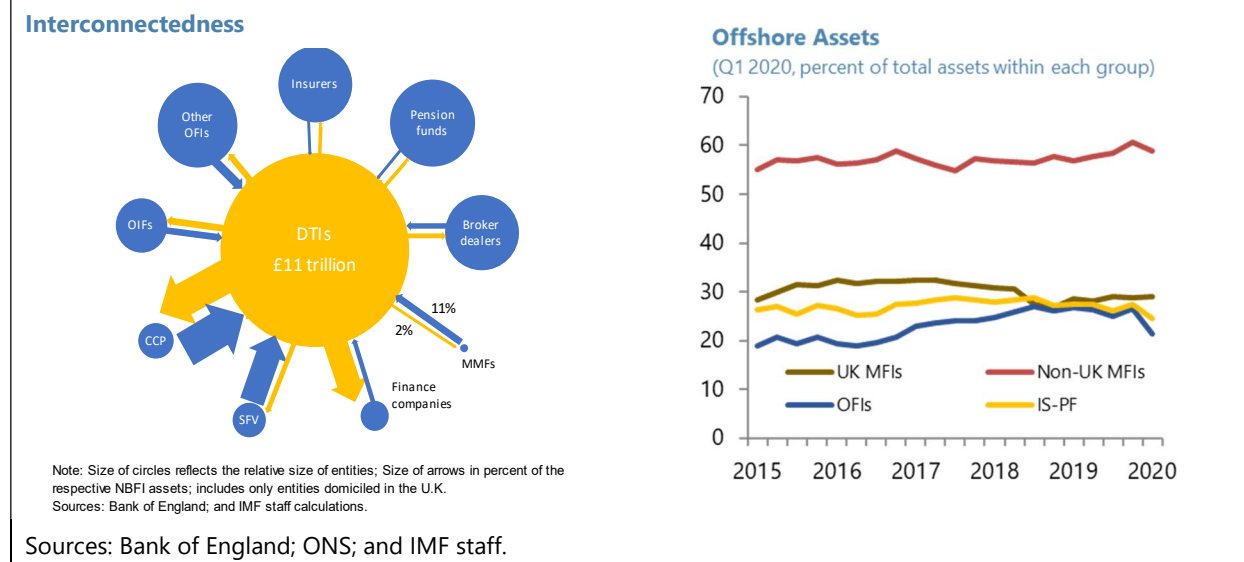 Interconnectedness
Insurers
Other
OFIs
Pension
funds
OIFs
DTIs
£11 trillion
Broker
dealers
11%
2%
CCP
MMFs
Finance
companies
SFV
Note: Size of circles reflects the relative size of entities; Size of arrows in percent of the
respective NBFI assets; includes only entities domiciled in the U.K.
Sources: Bank of England; and IMF staff calculations.
Offshore Assets
(Q1 2020, percent of total assets within each group)
70
60
50
40
30
20
10
0
UK MFIs
Non-UK MFIs
OFIs
IS-PF
2015 2016 2017 2018 2019 2020
Sources: Bank of England; ONS; and IMF staff.